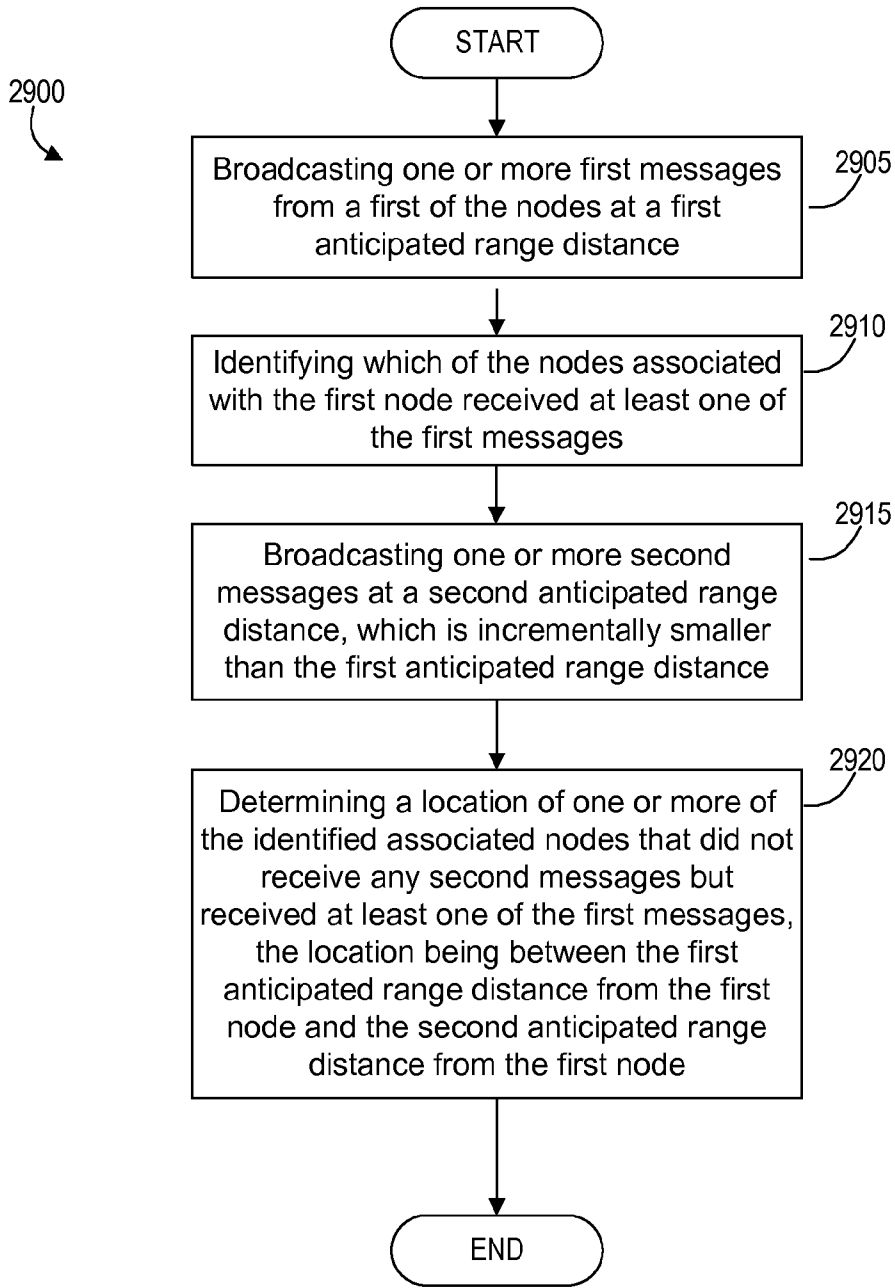 START
2900
Broadcasting one or more first messages
from a first of the nodes at a first
anticipated range distance
2905
Identifying which of the nodes associated
with the first node received at least one of
the first messages
2910
Broadcasting one or more second
messages at a second anticipated range
distance, which is incrementally smaller
than the first anticipated range distance
2915
Determining a location of one or more of
the identified associated nodes that did not
receive any second messages but
received at least one of the first messages,
the location being between the first
anticipated range distance from the first
node and the second anticipated range
distance from the first node
2920
END